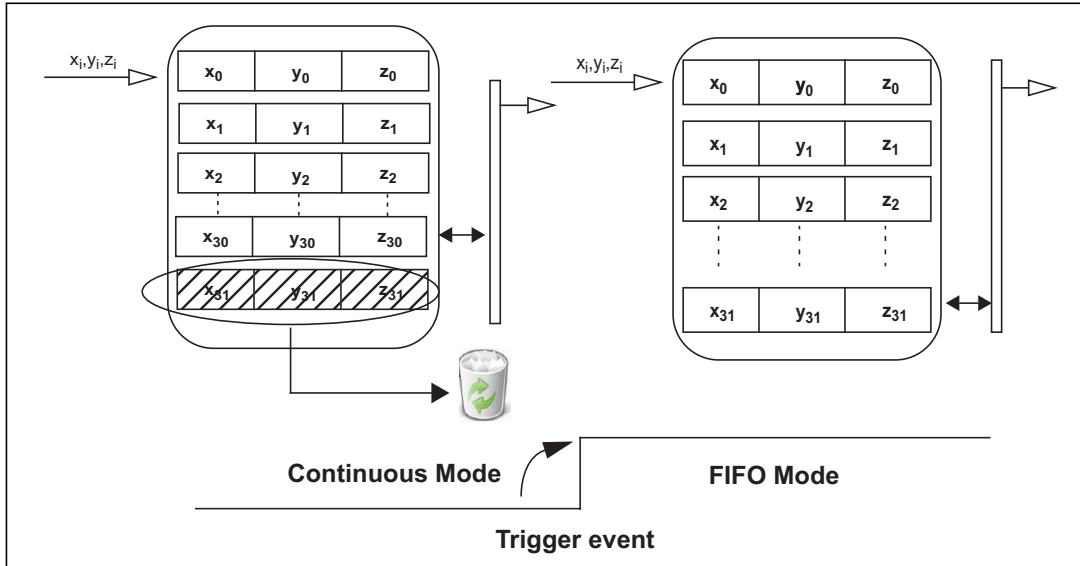 xi,yi,zi
x0 y0 z0
x1 y1 z1
x2 y2 z2
x30 y30 z30
x31 y31 z31
xi,yi,zi
x0 y0 z0
x1 y1 z1
x2 y2 z2
x31 y31 z31
Continuous Mode
FIFO Mode
Trigger event